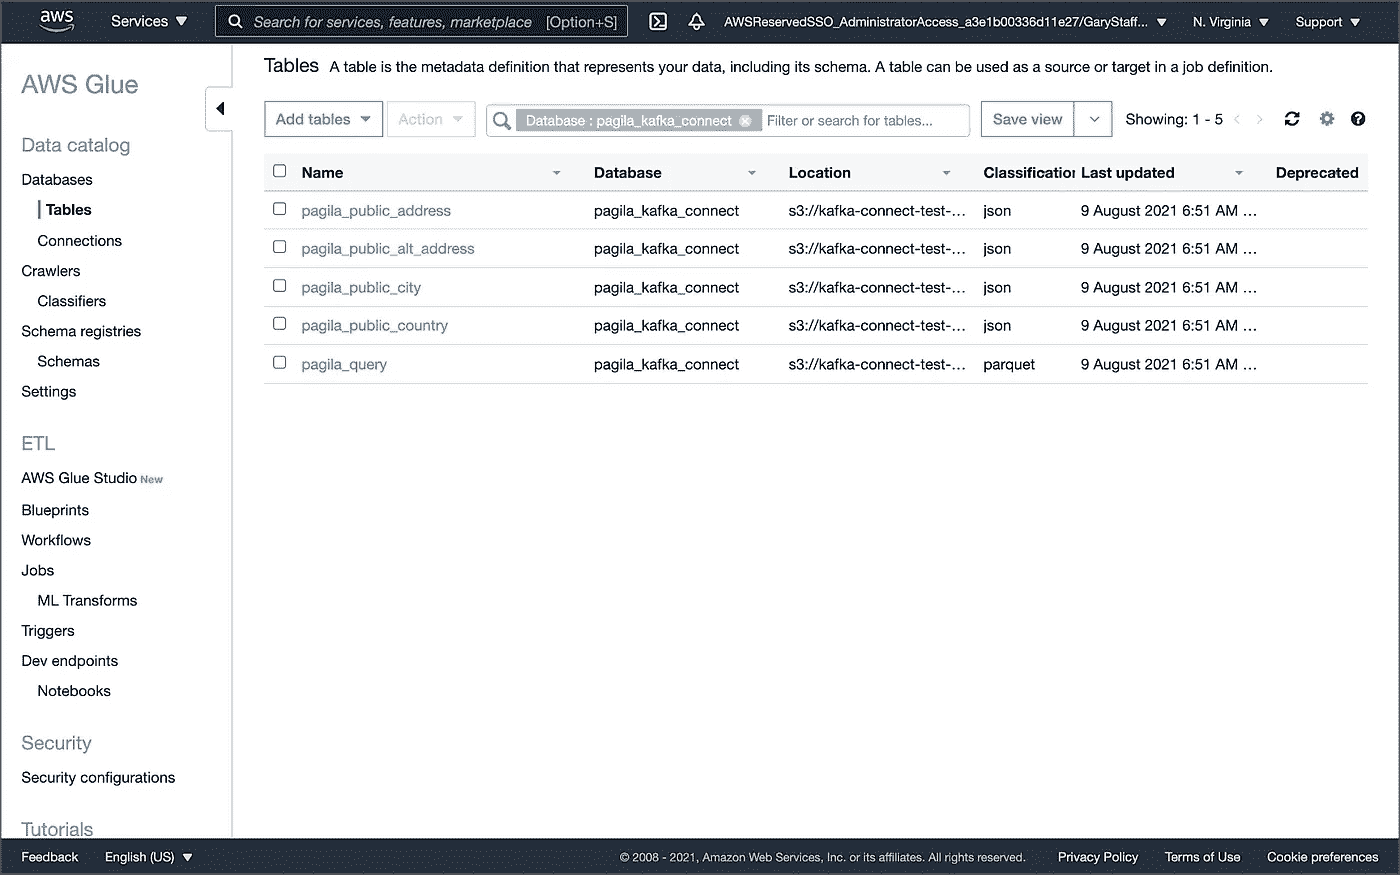 aws Services Search for services, features, marketplace [Option+S] AWSReservedSSO_AdministratorAccess_a3e1b00336d11e27/GaryStaff... N. Virginia Support
AWS Glue
Data catalog
Databases
Tables
Connections
Crawlers
Classifiers
Schema registries
Schemas
Settings
ETL
AWS Glue Studio New
Blueprints
Workflows
Jobs
ML Transforms
Triggers
Dev endpoints
Notebooks
Security
Security configurations
Tutorials
Tables A table is the metadata definition that represents your data, including its schema. A table can be used as a source or target in a job definition.
Add tables Action Database : pagila_kafka_connect Filter or search for tables... Save view Showing: 1 - 5
Name Database Location Classification Last updated Deprecated
pagila_public_address pagila_kafka_connect s3://kafka-connect-test-... json 9 August 2021 6:51 AM ...
pagila_public_alt_address pagila_kafka_connect s3://kafka-connect-test-... json 9 August 2021 6:51 AM ...
pagila_public_city pagila_kafka_connect s3://kafka-connect-test-... json 9 August 2021 6:51 AM ...
pagila_public_country pagila_kafka_connect s3://kafka-connect-test-... json 9 August 2021 6:51 AM ...
pagila_query pagila_kafka_connect s3://kafka-connect-test-... parquet 9 August 2021 6:51 AM ...
Feedback English (US) © 2008 - 2021, Amazon Web Services, Inc. or its affiliates. All rights reserved. Privacy Policy Terms of Use Cookie preferences